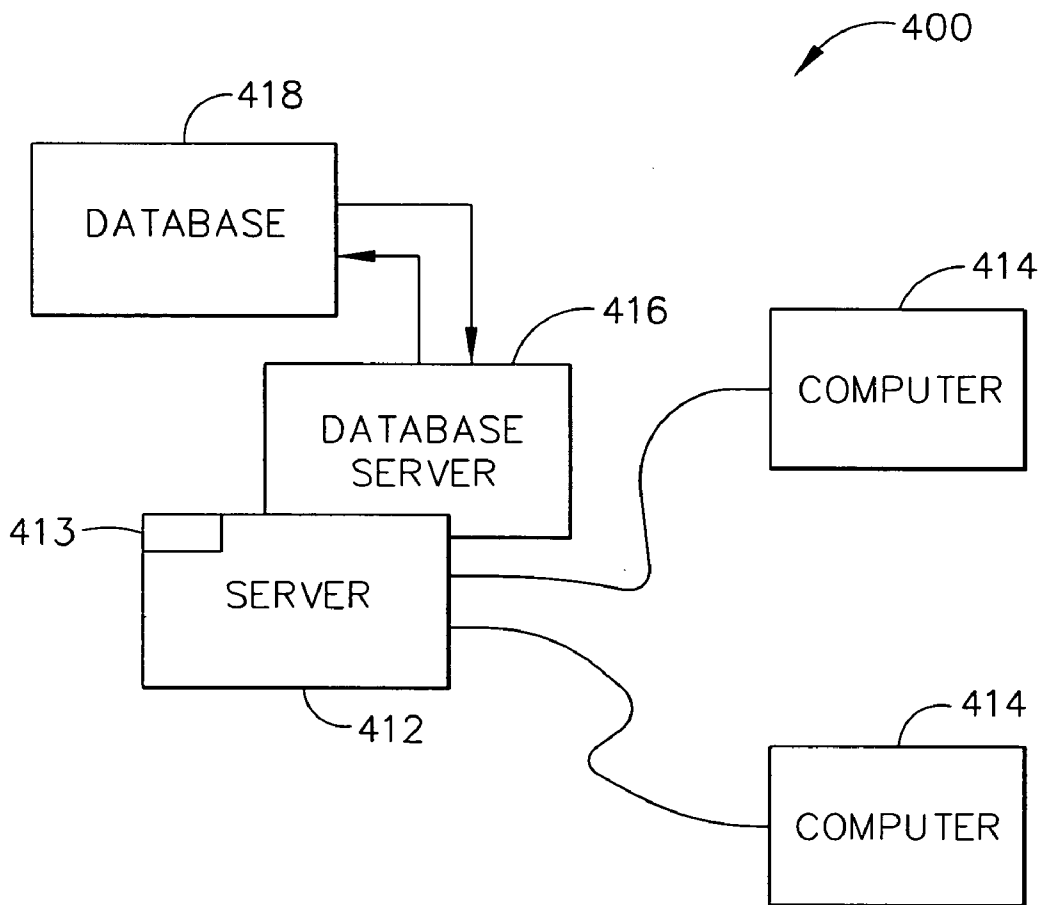 400
418
DATABASE
414
416
COMPUTER
DATABASE
SERVER
413
SERVER
414
412
COMPUTER